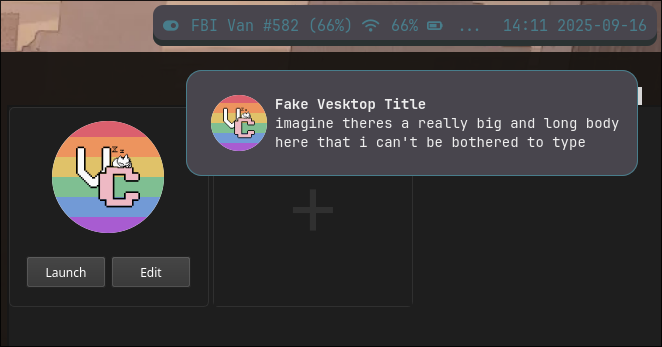 FBI Van #582 (66%) 66% ... 14:11 2025-09-16
Fake Vesktop Title
imagine theres a really big and long body
here that i can't be bothered to type
VC
z z
Launch
Edit